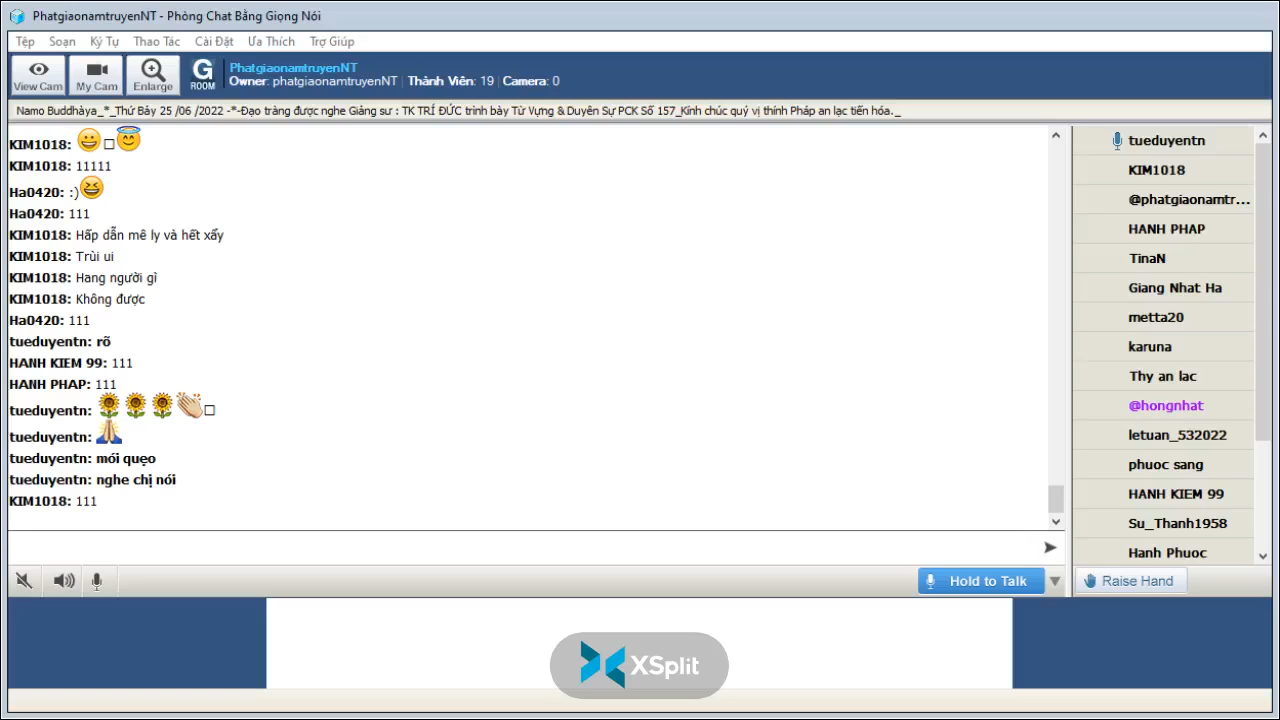 PhatgiaonamtruyenNT - Phòng Chat Bằng Giọng Nói
Tệp Soạn Ký Tự Thao Tác Cài Đặt Ưa Thích Trợ Giúp
View Cam My Cam Enlarge G ROOM
PhatgiaonamtruyenNT
Owner: phatgiaonamtruyenNT | Thành Viên: 19 | Camera: 0
Namo Buddhàya_*_Thứ Bảy 25 /06 /2022 -*-Đạo tràng được nghe Giảng sư : TK TRÍ ĐỨC trình bày Từ Vựng & Duyên Sự PCK Số 157_Kính chúc quý vị thính Pháp an lạc tiến hóa._
KIM1018: 😀 □ 😇
KIM1018: 11111
Ha0420: :) 😆
Ha0420: 111
KIM1018: Hấp dẫn mê ly và hết xẩy
KIM1018: Trùi ui
KIM1018: Hang người gì
KIM1018: Không được
Ha0420: 111
tueduyentn: rõ
HANH KIEM 99: 111
HANH PHAP: 111
tueduyentn: 🌻🌻🌻👏□
tueduyentn: 🙏
tueduyentn: mói quẹo
tueduyentn: nghe chị nói
KIM1018: 111
tueduyentn
KIM1018
@phatgiaonamtr...
HANH PHAP
TinaN
Giang Nhat Ha
metta20
karuna
Thy an lac
@hongnhat
letuan_532022
phuoc sang
HANH KIEM 99
Su_Thanh1958
Hanh Phuoc
Hold to Talk
Raise Hand
XSplit